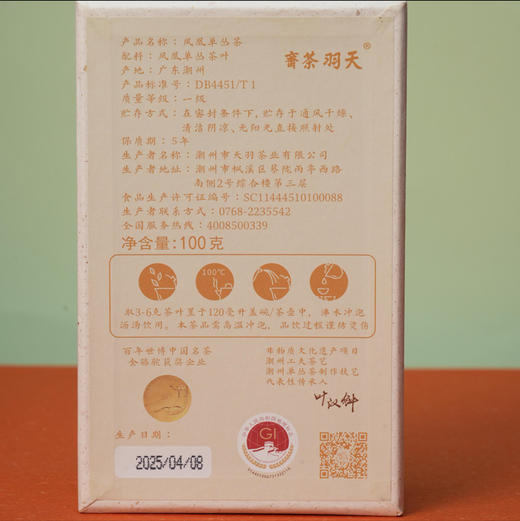 產品名称：凤凰单丛茶
配料：凤凰单丛茶叶
产地：广东潮州
产品标准号：DB4451/T 1
质量等级：一级
贮存方式：在密封条件下，贮存于通风干燥、
清洁阴凉、无阳光直接照射处
保质期：5年
生产者名称：潮州市天羽茶业有限公司
生产者地址：潮州市枫溪区蔡陇雨亭西路
南侧2号综合楼第三层
食品生产许可证编号：SC11444510100088
生产者联系方式：0768-2235542
全国服务热线：4008500339
净含量:100克
齋茶羽天®
100℃
取3-6克茶叶置于120毫升盖碗/茶壶中，沸水冲泡
沥汤饮用。本茶品需高温冲泡，品饮过程谨防烫伤
百年世博中国名茶
金骆驼获奖企业
非物质文化遗产项目
潮州工夫茶艺
潮州单丛茶制作技艺
代表性传承人
叶汉钟
生产日期：
2025/04/08
GI